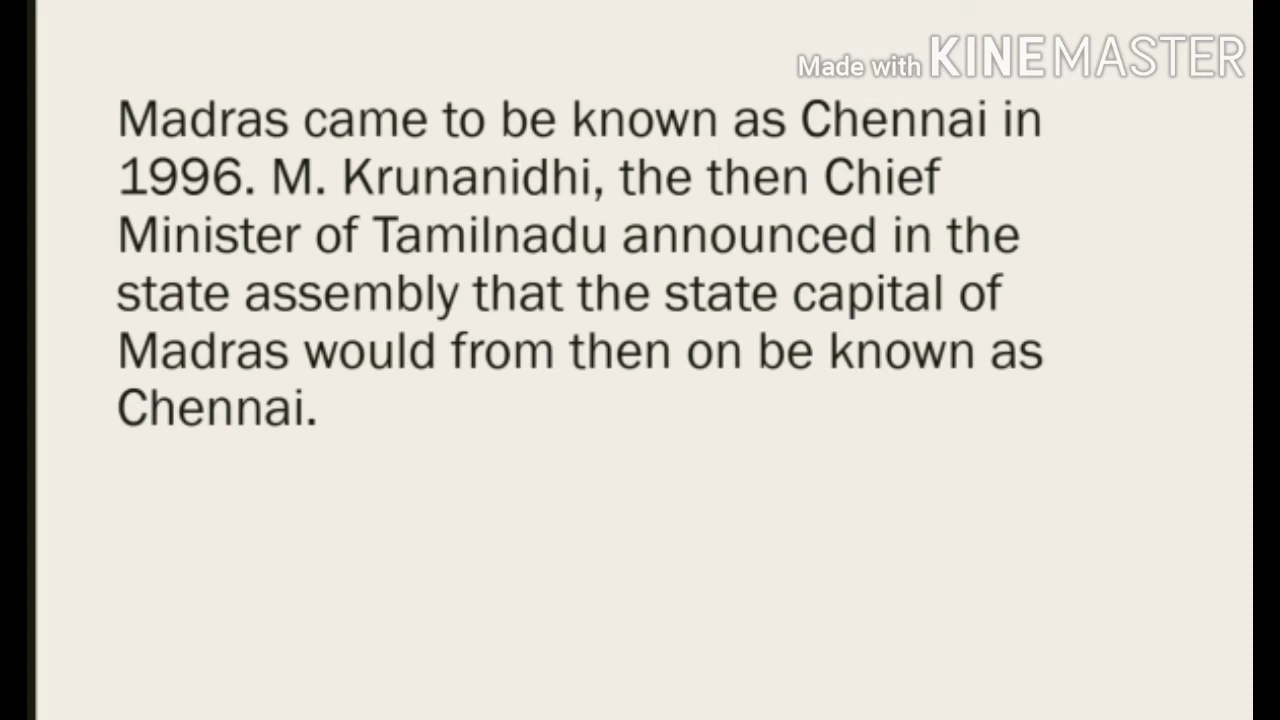 Made with KINEMASTER
Madras came to be known as Chennai in
1996. M. Krunanidhi, the then Chief
Minister of Tamilnadu announced in the
state assembly that the state capital of
Madras would from then on be known as
Chennai.